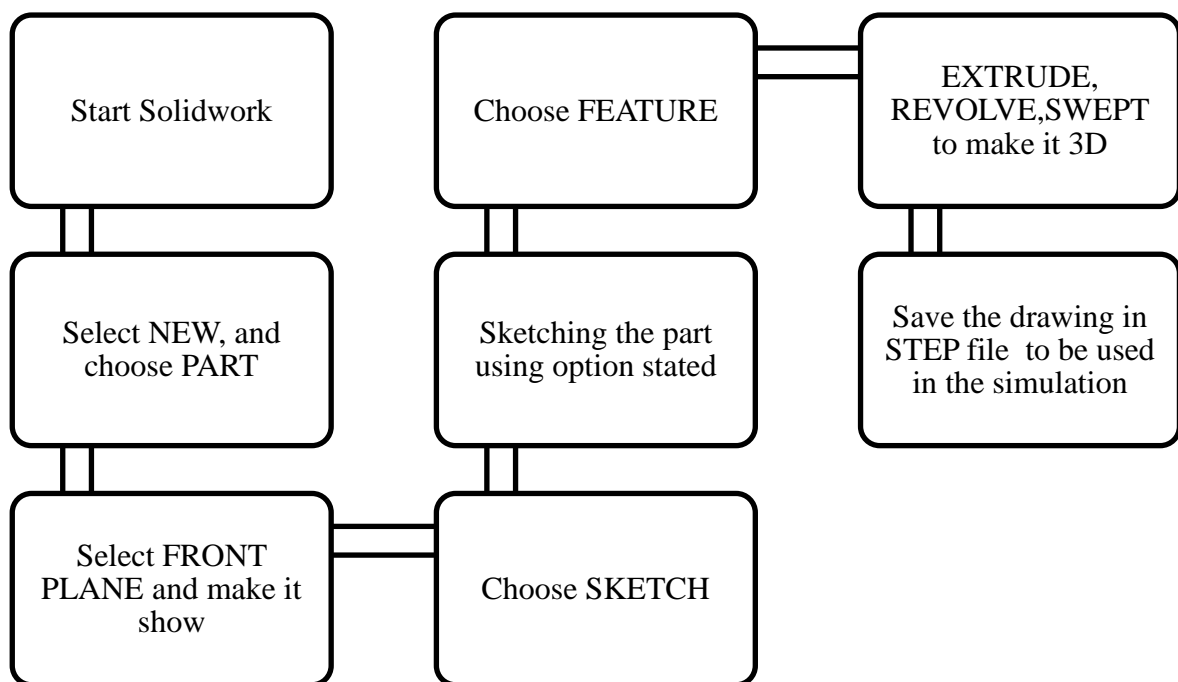 Start Solidwork
Select NEW, and
choose PART
Select FRONT
PLANE and make it
show
Choose SKETCH
Sketching the part
using option stated
Choose FEATURE
EXTRUDE,
REVOLVE,SWEPT
to make it 3D
Save the drawing in
STEP file  to be used
in the simulation